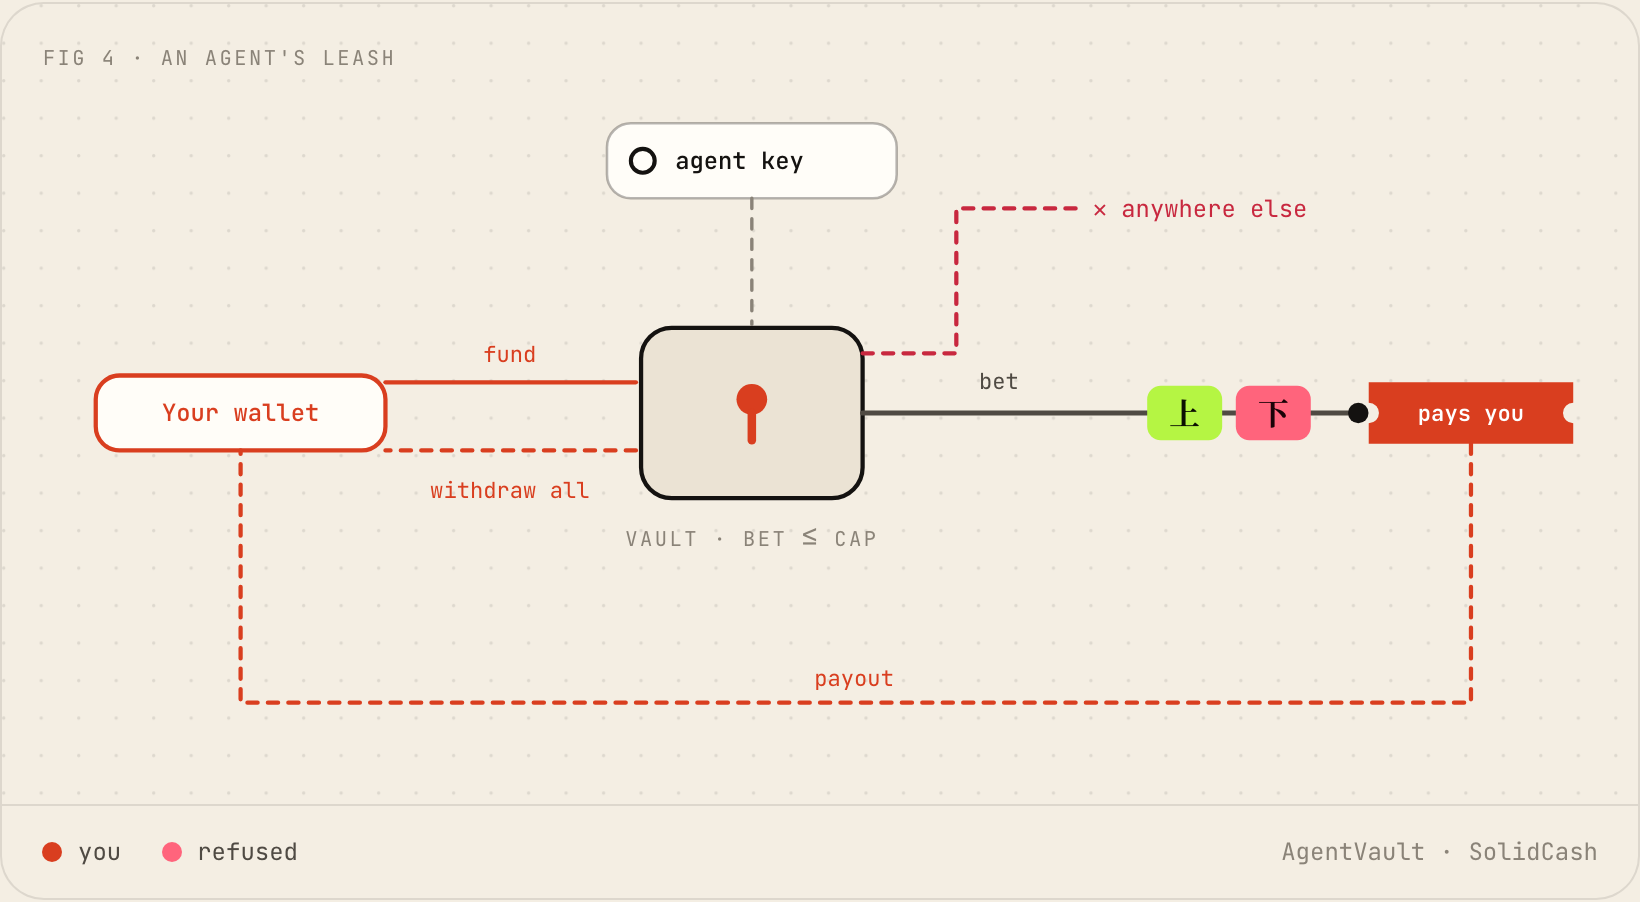 FIG 4 · AN AGENT'S LEASH
agent key
× anywhere else
fund
bet
Your wallet
上 下
pays you
withdraw all
VAULT · BET ≤ CAP
payout
you
refused
AgentVault · SolidCash